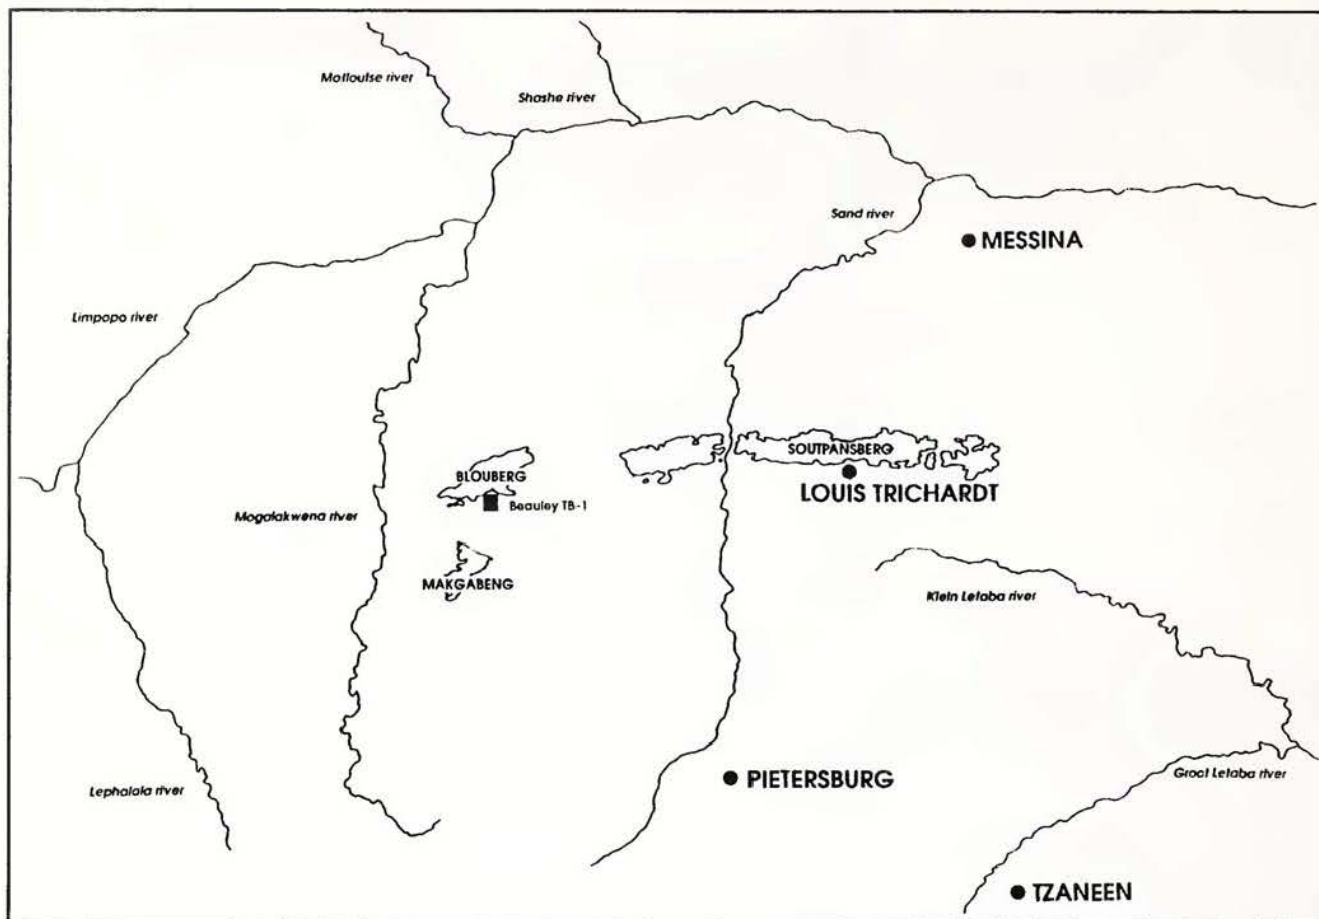 Motloutse river
Shashe river
Sand river
MESSINA
Limpopo river
SOUTPANSBERG
BLOUBERG
LOUIS TRICHARDT
Beauley TB-1
Mogalakwena river
MAKGABENG
Klein Letaba river
Groot Letaba river
PIETERSBURG
Lephalala river
TZANEEN